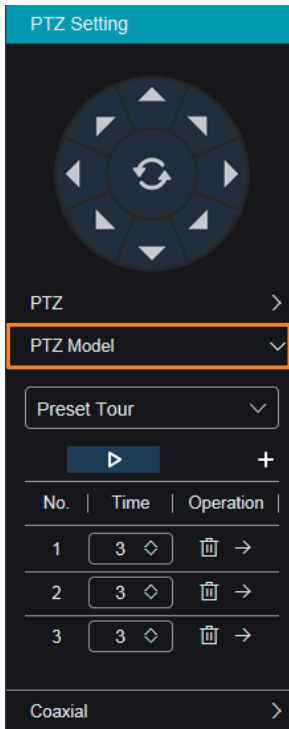 PTZ Setting
PTZ
PTZ Model
Preset Tour
No. | Time | Operation |
1 3
2 3
3 3
Coaxial